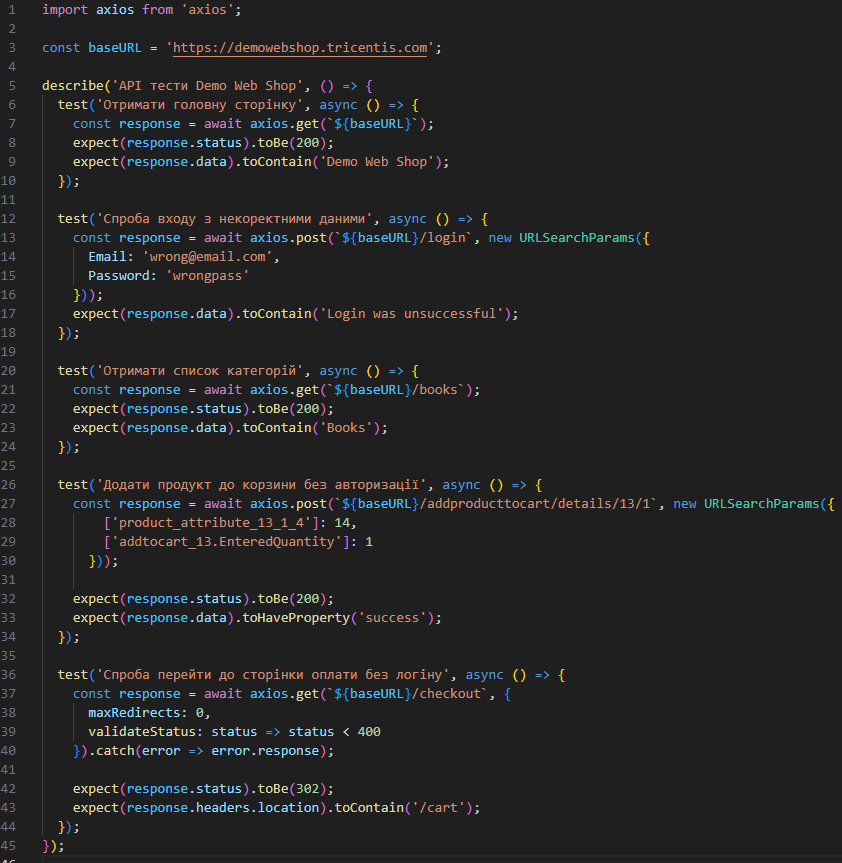 1 import axios from 'axios';
2
3 const baseURL = 'https://demowebshop.tricentis.com';
4
5 describe('API тести Demo Web Shop', () => {
6 test('Отримати головну сторінку', async () => {
7 const response = await axios.get(`${baseURL}`);
8 expect(response.status).toBe(200);
9 expect(response.data).toContain('Demo Web Shop');
10 });
11
12 test('Спроба входу з некоректними даними', async () => {
13 const response = await axios.post(`${baseURL}/login`, new URLSearchParams({
14 Email: 'wrong@email.com',
15 Password: 'wrongpass'
16 }));
17 expect(response.data).toContain('Login was unsuccessful');
18 });
19
20 test('Отримати список категорій', async () => {
21 const response = await axios.get(`${baseURL}/books`);
22 expect(response.status).toBe(200);
23 expect(response.data).toContain('Books');
24 });
25
26 test('Додати продукт до корзини без авторизації', async () => {
27 const response = await axios.post(`${baseURL}/addproducttocart/details/13/1`, new URLSearchParams({
28 ['product_attribute_13_1_4']: 14,
29 ['addtocart_13.EnteredQuantity']: 1
30 }));
31
32 expect(response.status).toBe(200);
33 expect(response.data).toHaveProperty('success');
34 });
35
36 test('Спроба перейти до сторінки оплати без логіну', async () => {
37 const response = await axios.get(`${baseURL}/checkout`, {
38 maxRedirects: 0,
39 validateStatus: status => status < 400
40 }).catch(error => error.response);
41
42 expect(response.status).toBe(302);
43 expect(response.headers.location).toContain('/cart');
44 });
45 });
46